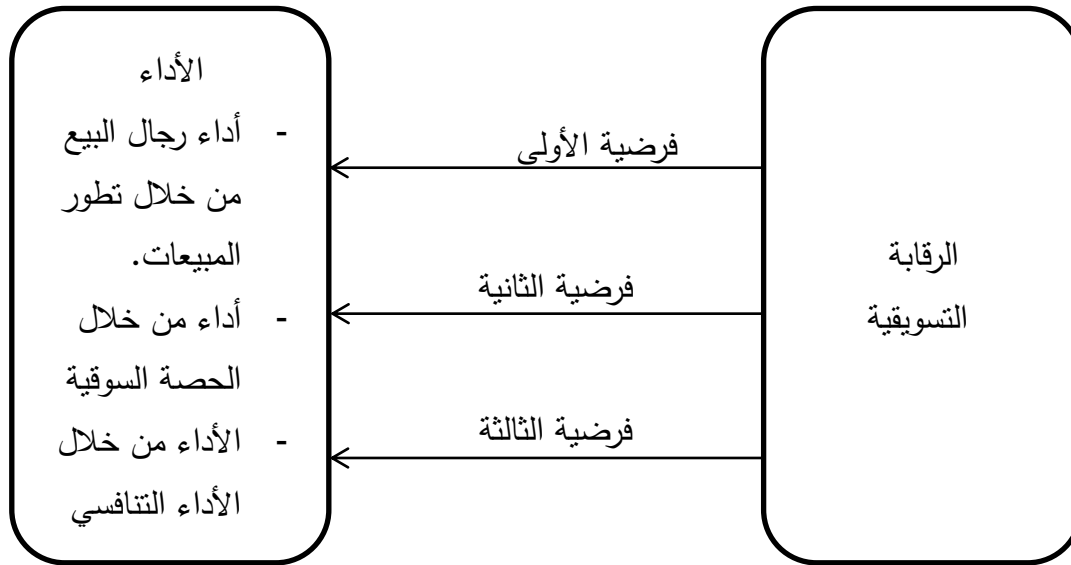 الرقابة
التسويقية
فرضية الأولى
فرضية الثانية
فرضية الثالثة
الأداء
- أداء رجال البيع
من خلال تطور
المبيعات.
- أداء من خلال
الحصة السوقية
- الأداء من خلال
الأداء التنافسي